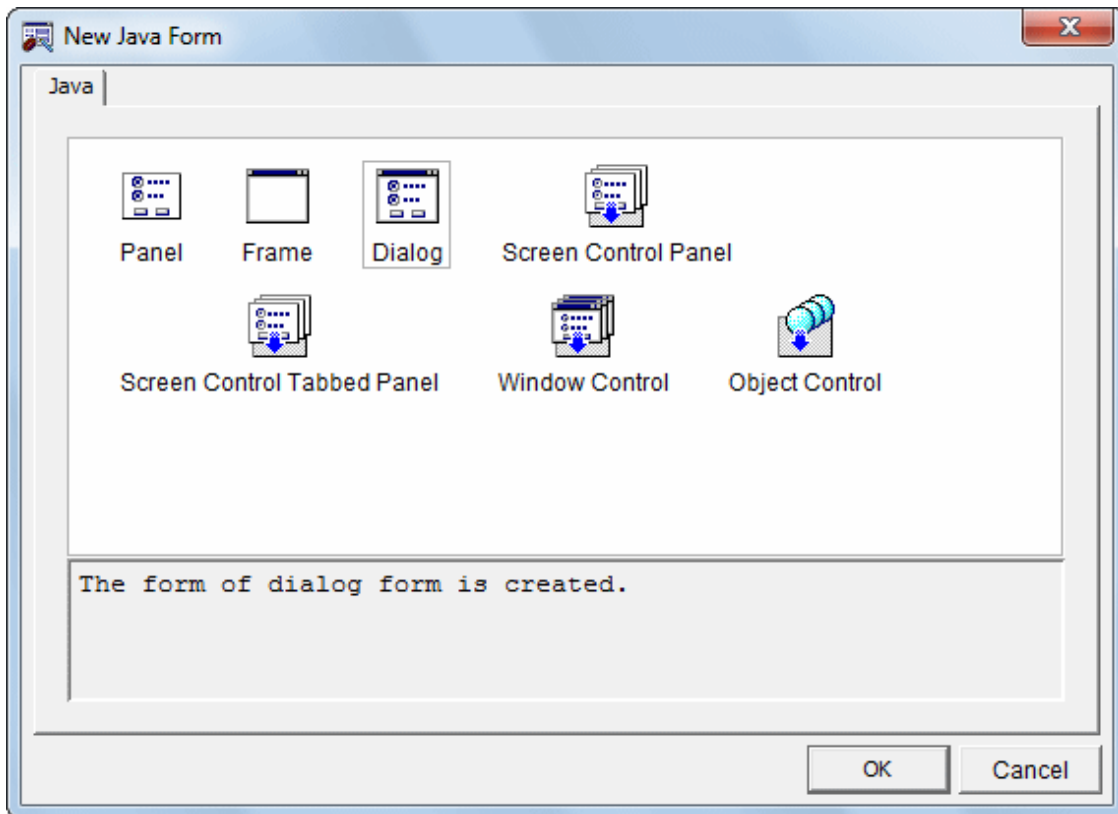 New Java Form
Java
Panel Frame Dialog Screen Control Panel
Screen Control Tabbed Panel Window Control Object Control
The form of dialog form is created.
OK Cancel